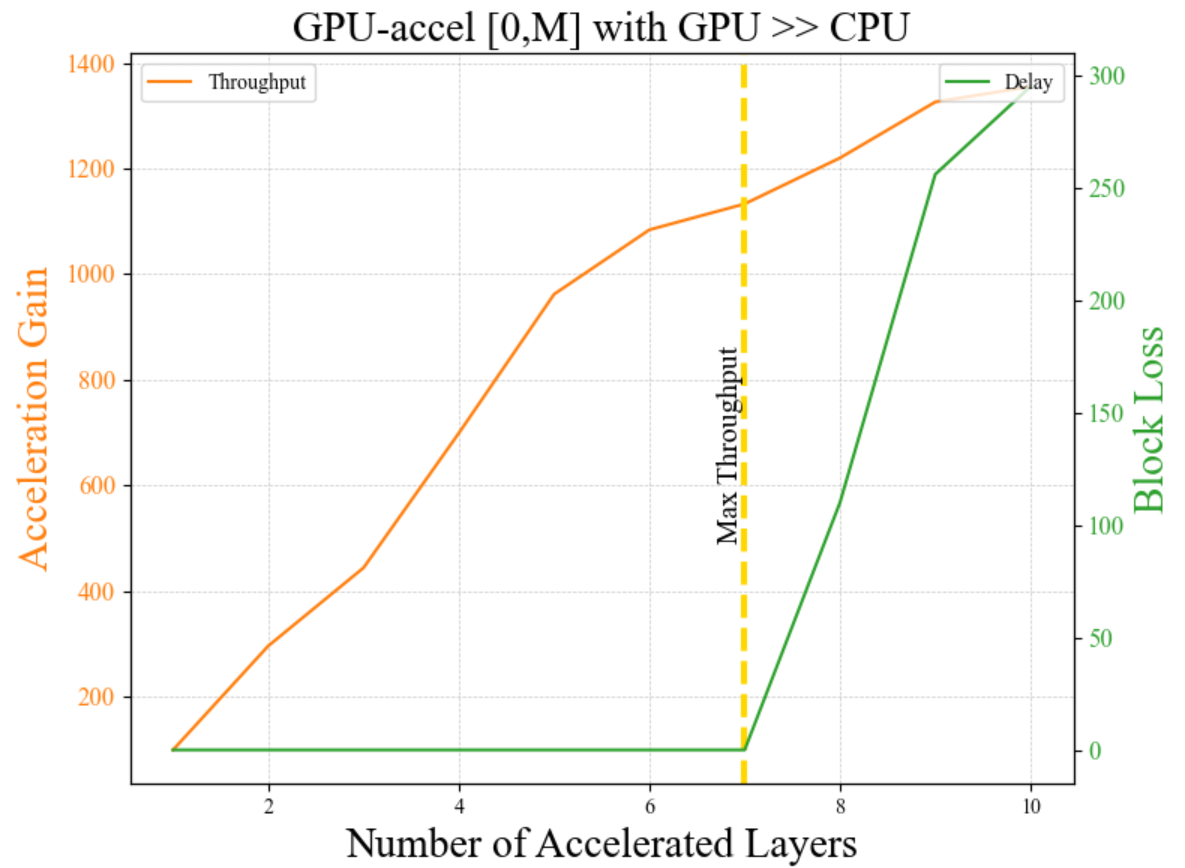 GPU-accel [0,M] with GPU >> CPU
Throughput
Delay
Acceleration Gain
1400
1200
1000
800
600
400
200
Max Throughput
300
250
200
150
100
50
0
Block Loss
2 4 6 8 10
Number of Accelerated Layers